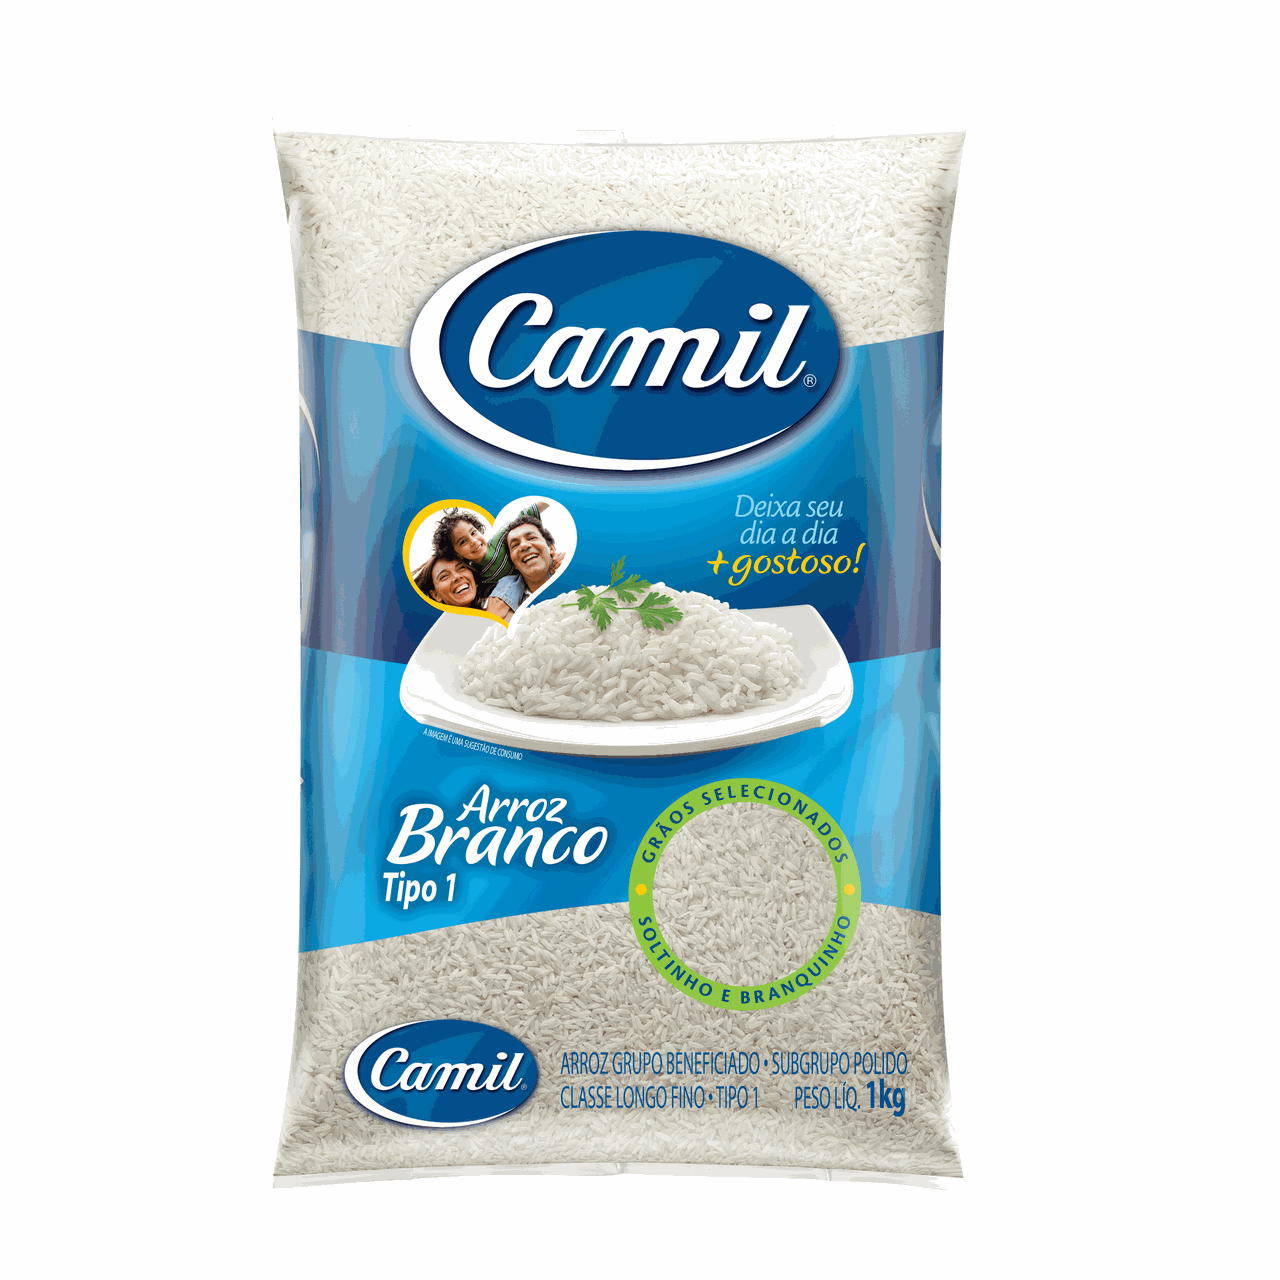 Camil®
Deixa seu
dia a dia
+gostoso!
A IMAGEM É UMA SUGESTÃO DE CONSUMO
Arroz
Branco
Tipo 1
GRÃOS SELECIONADOS
SOLTINHO E BRANQUINHO
Camil®
ARROZ GRUPO BENEFICIADO • SUBGRUPO POLIDO
CLASSE LONGO FINO • TIPO 1 PESO LÍQ. 1kg